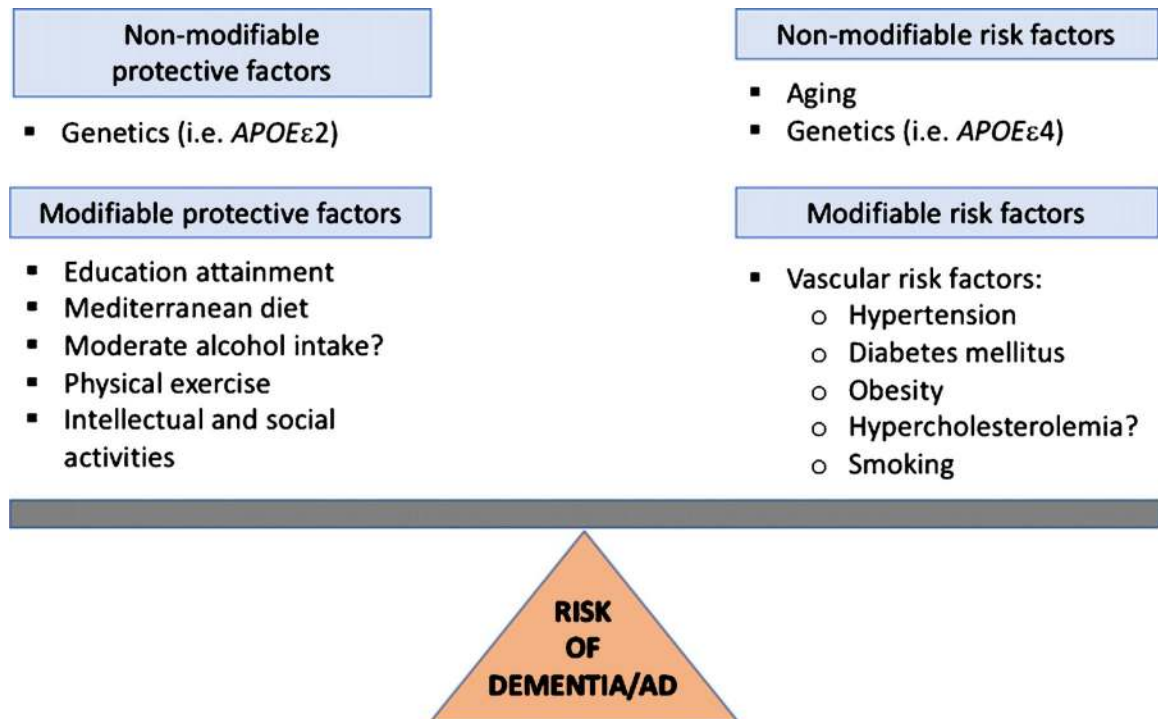 Non-modifiable
protective factors
▪ Genetics (i.e. APOEε2)
Modifiable protective factors
▪ Education attainment
▪ Mediterranean diet
▪ Moderate alcohol intake?
▪ Physical exercise
▪ Intellectual and social
activities
Non-modifiable risk factors
▪ Aging
▪ Genetics (i.e. APOEε4)
Modifiable risk factors
▪ Vascular risk factors:
o Hypertension
o Diabetes mellitus
o Obesity
o Hypercholesterolemia?
o Smoking
RISK
OF
DEMENTIA/AD